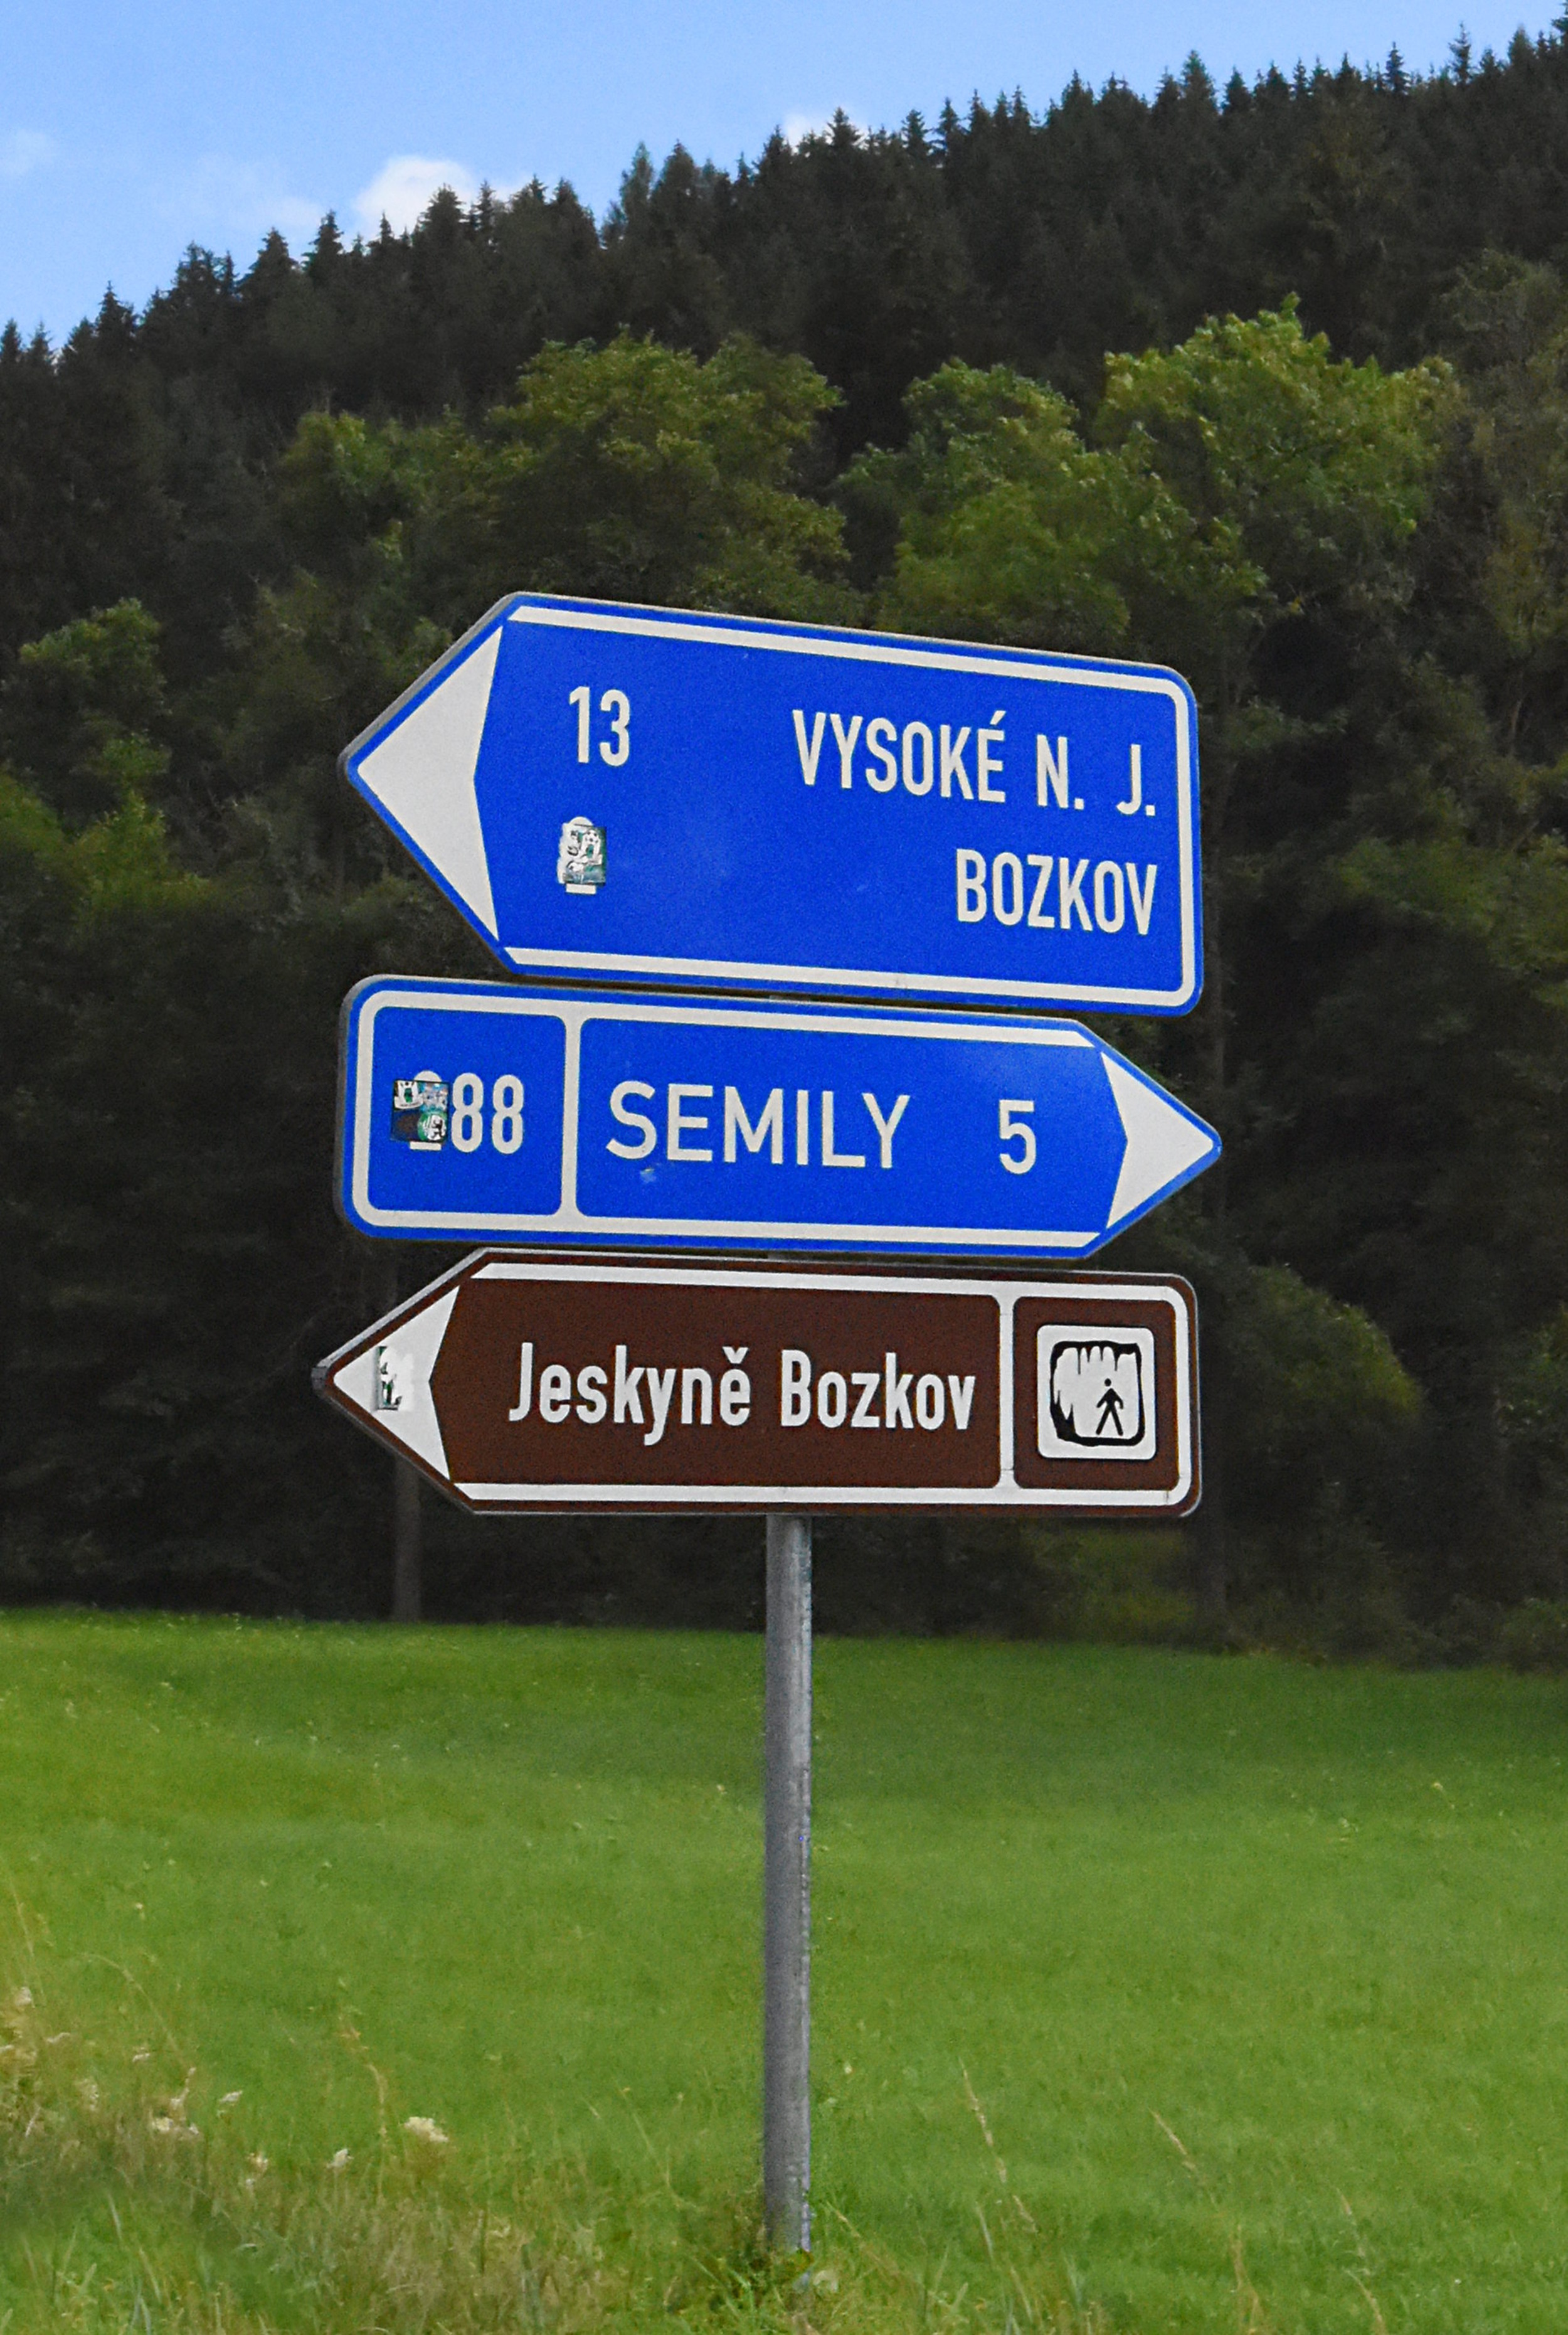 13 VYSOKÉ N. J.
BOZKOV
88 SEMILY 5
Jeskyně Bozkov